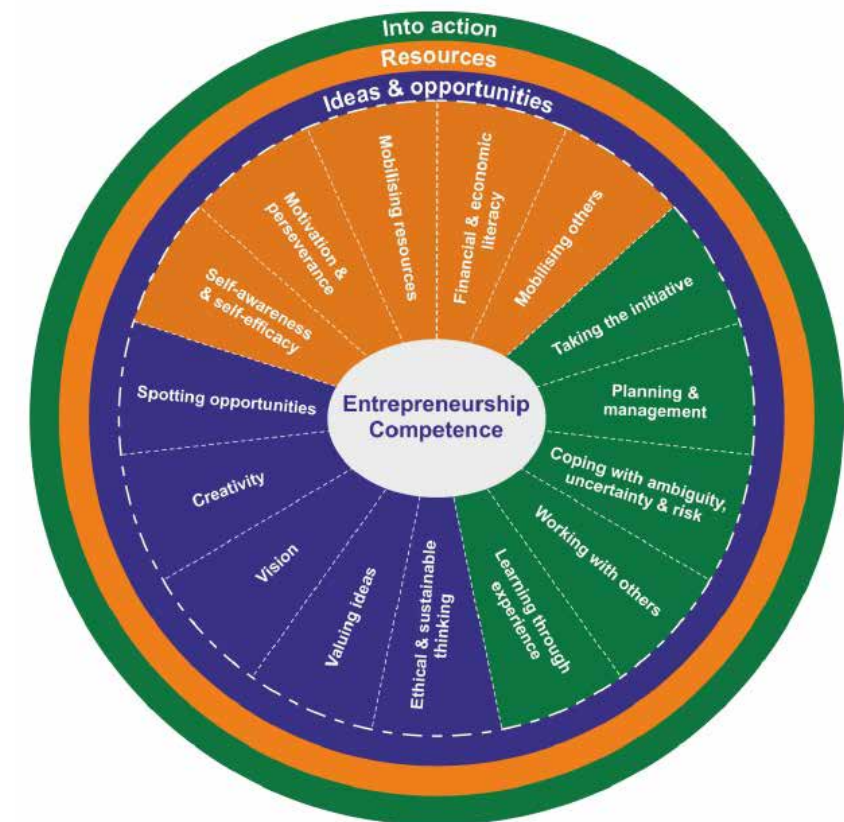 Into action
Resources
Ideas & opportunities
Self-awareness
& self-efficacy
Motivation &
perseverance
Mobilising resources
Financial & economic
literacy
Mobilising others
Taking the initiative
Planning &
management
Coping with ambiguity,
uncertainty & risk
Working with others
Learning through
experience
Ethical & sustainable
thinking
Valuing ideas
Vision
Creativity
Spotting opportunities
Entrepreneurship
Competence